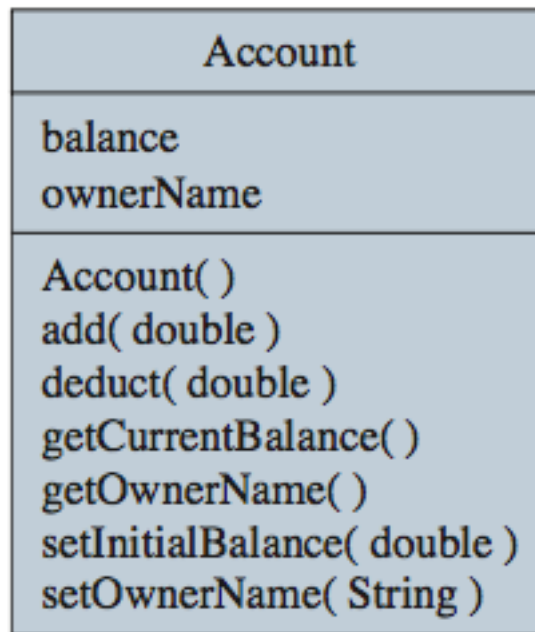 Account
balance
ownerName
Account( )
add( double )
deduct( double )
getCurrentBalance( )
getOwnerName( )
setInitialBalance( double )
setOwnerName( String )